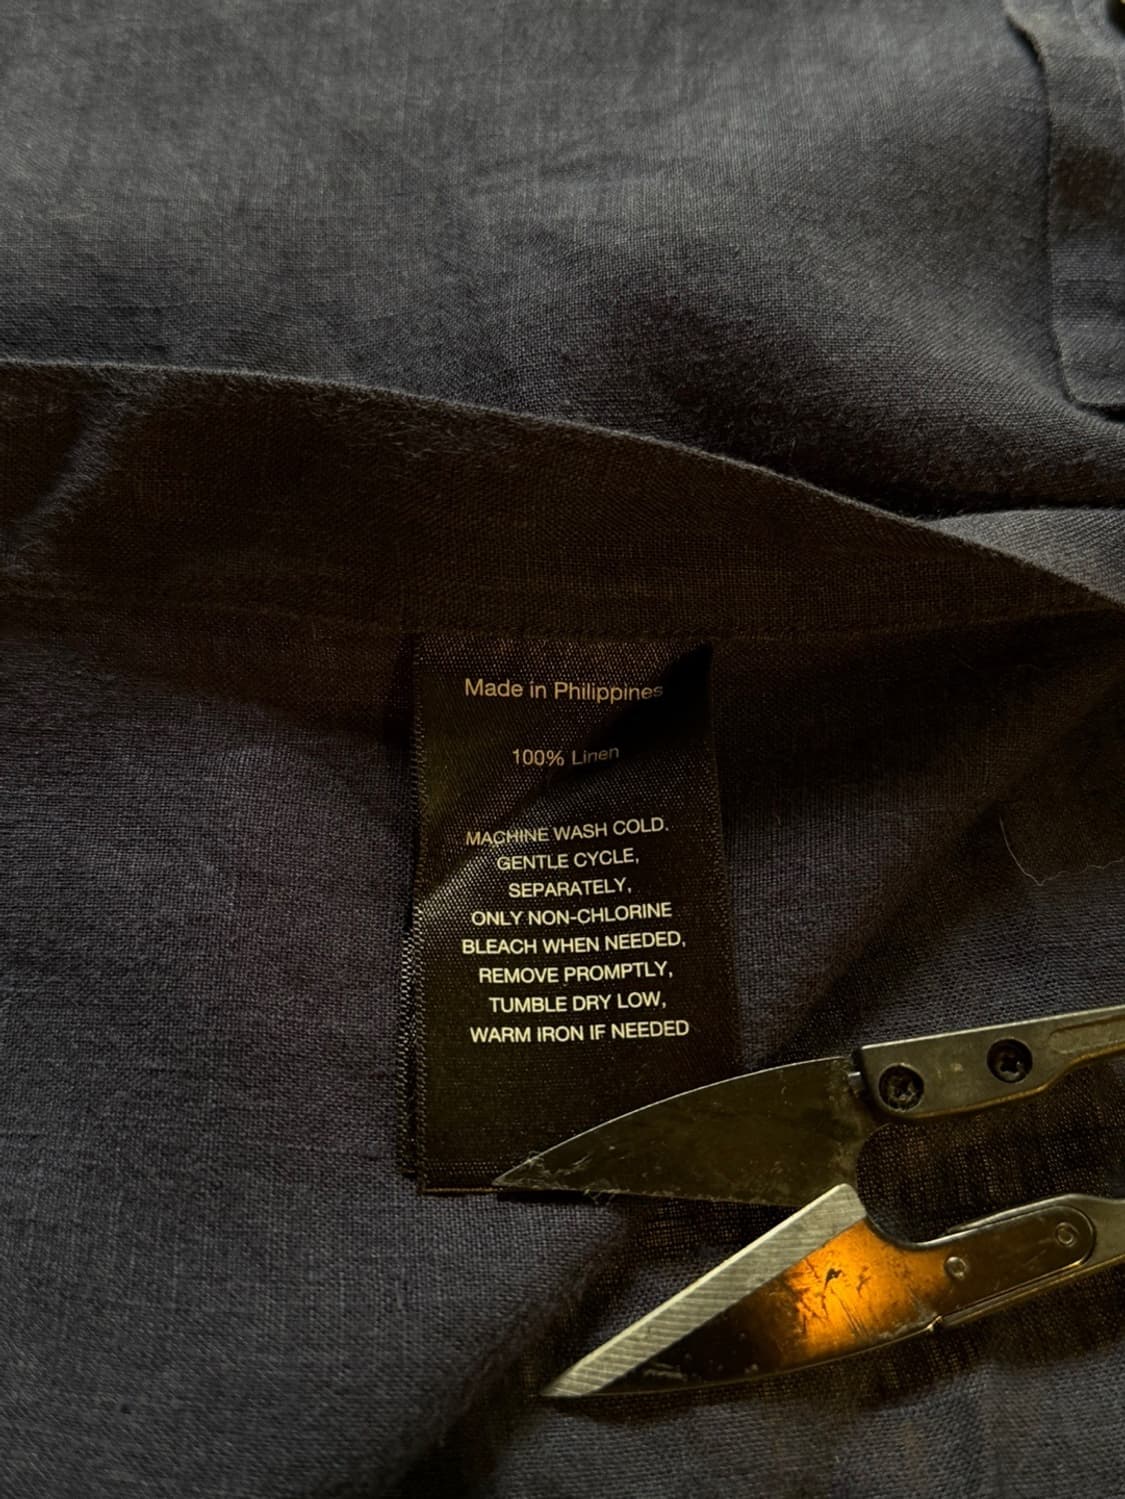 Made in Philippines
100% Linen
MACHINE WASH COLD.
GENTLE CYCLE,
SEPARATELY,
ONLY NON-CHLORINE
BLEACH WHEN NEEDED,
REMOVE PROMPTLY,
TUMBLE DRY LOW,
WARM IRON IF NEEDED